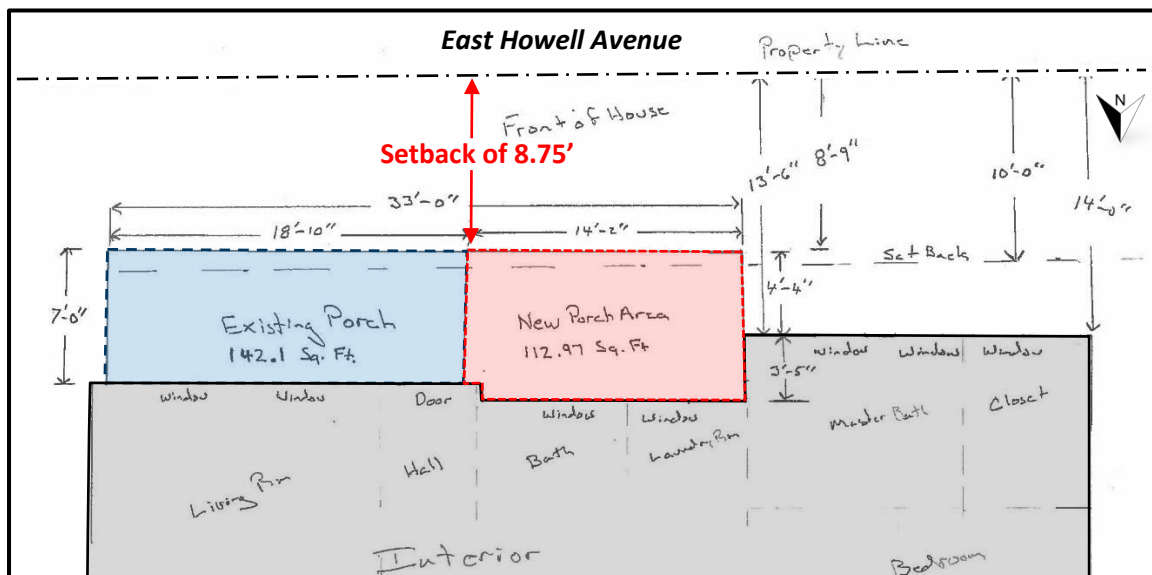 East Howell Avenue
Property Line
N
Front of House
Setback of 8.75'
13'-6"
8'-9"
10'-0"
14'-0"
33'-0"
18'-10"
14'-2"
Set Back
4'-4"
7'-0"
Existing Porch
142.1 Sq. Ft.
New Porch Area
112.97 Sq. Ft
3'-5"
Window
Window
Door
Window
Window
Window
Window
Window
Living Rm
Hall
Bath
Laundry Rm
Master Bath
Closet
Interior
Bedroom